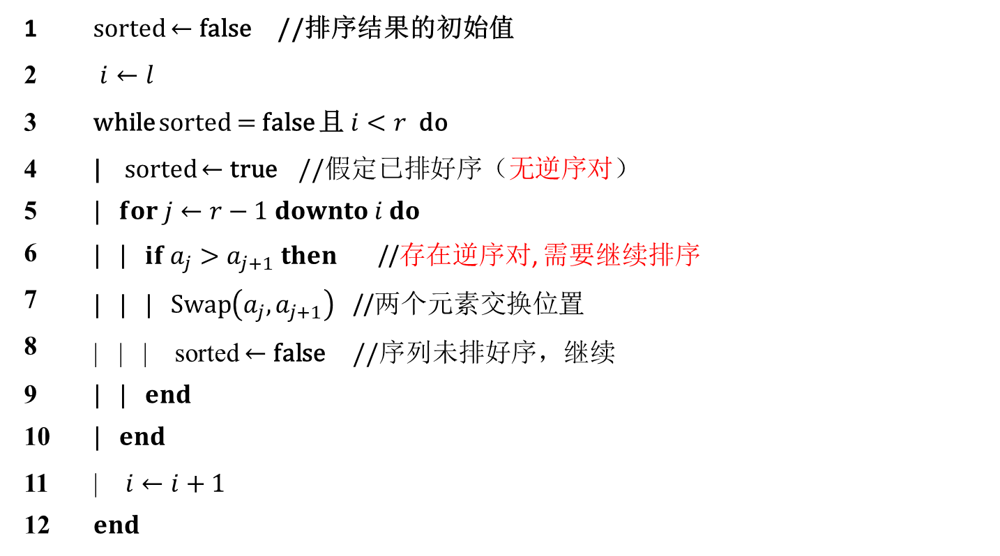 1 sorted ← false //排序结果的初始值
2 i ← l
3 while sorted = false 且 i < r do
4 | sorted ← true //假定已排好序（无逆序对）
5 | for j ← r − 1 downto i do
6 | | if a_j > a_{j+1} then //存在逆序对, 需要继续排序
7 | | | Swap(a_j, a_{j+1}) //两个元素交换位置
8 | | | sorted ← false //序列未排好序，继续
9 | | end
10 | end
11 | i ← i + 1
12 end